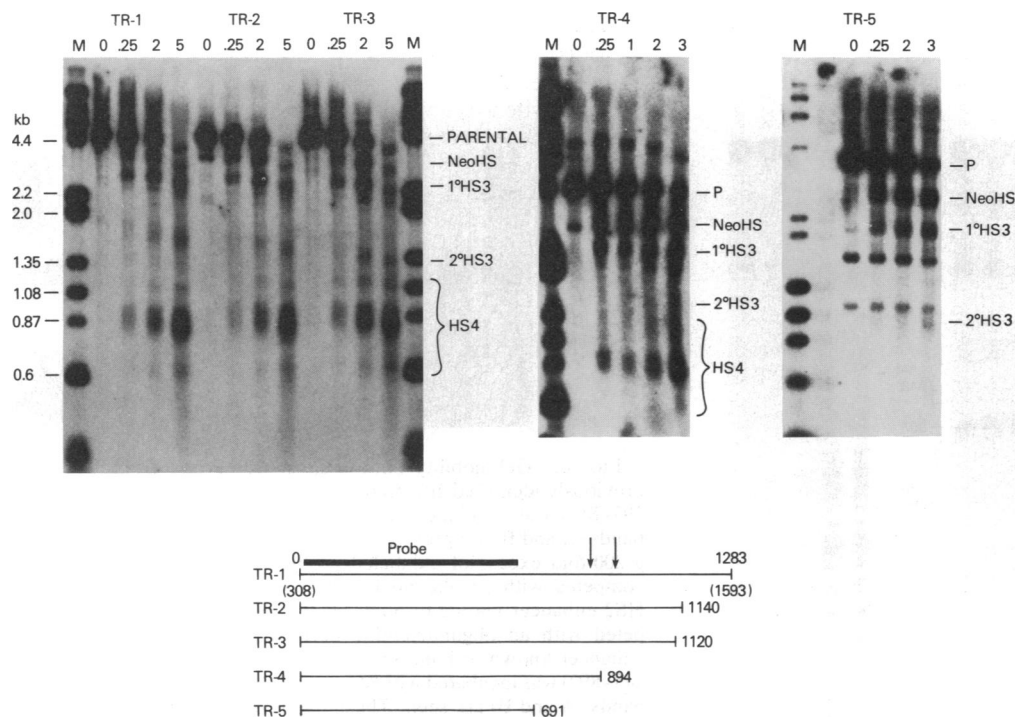 TR-1 TR-2 TR-3
M 0 .25 2 5 0 .25 2 5 0 .25 2 5 M
kb
4.4
2.2
2.0
1.35
1.08
0.87
0.6
PARENTAL
NeoHS
1°HS3
2°HS3
HS4
TR-4
M 0 .25 1 2 3
P
NeoHS
1°HS3
2°HS3
HS4
TR-5
M 0 .25 2 3
P
NeoHS
1°HS3
2°HS3
0 Probe 1283
TR-1
(308) (1593)
TR-2 1140
TR-3 1120
TR-4 894
TR-5 691